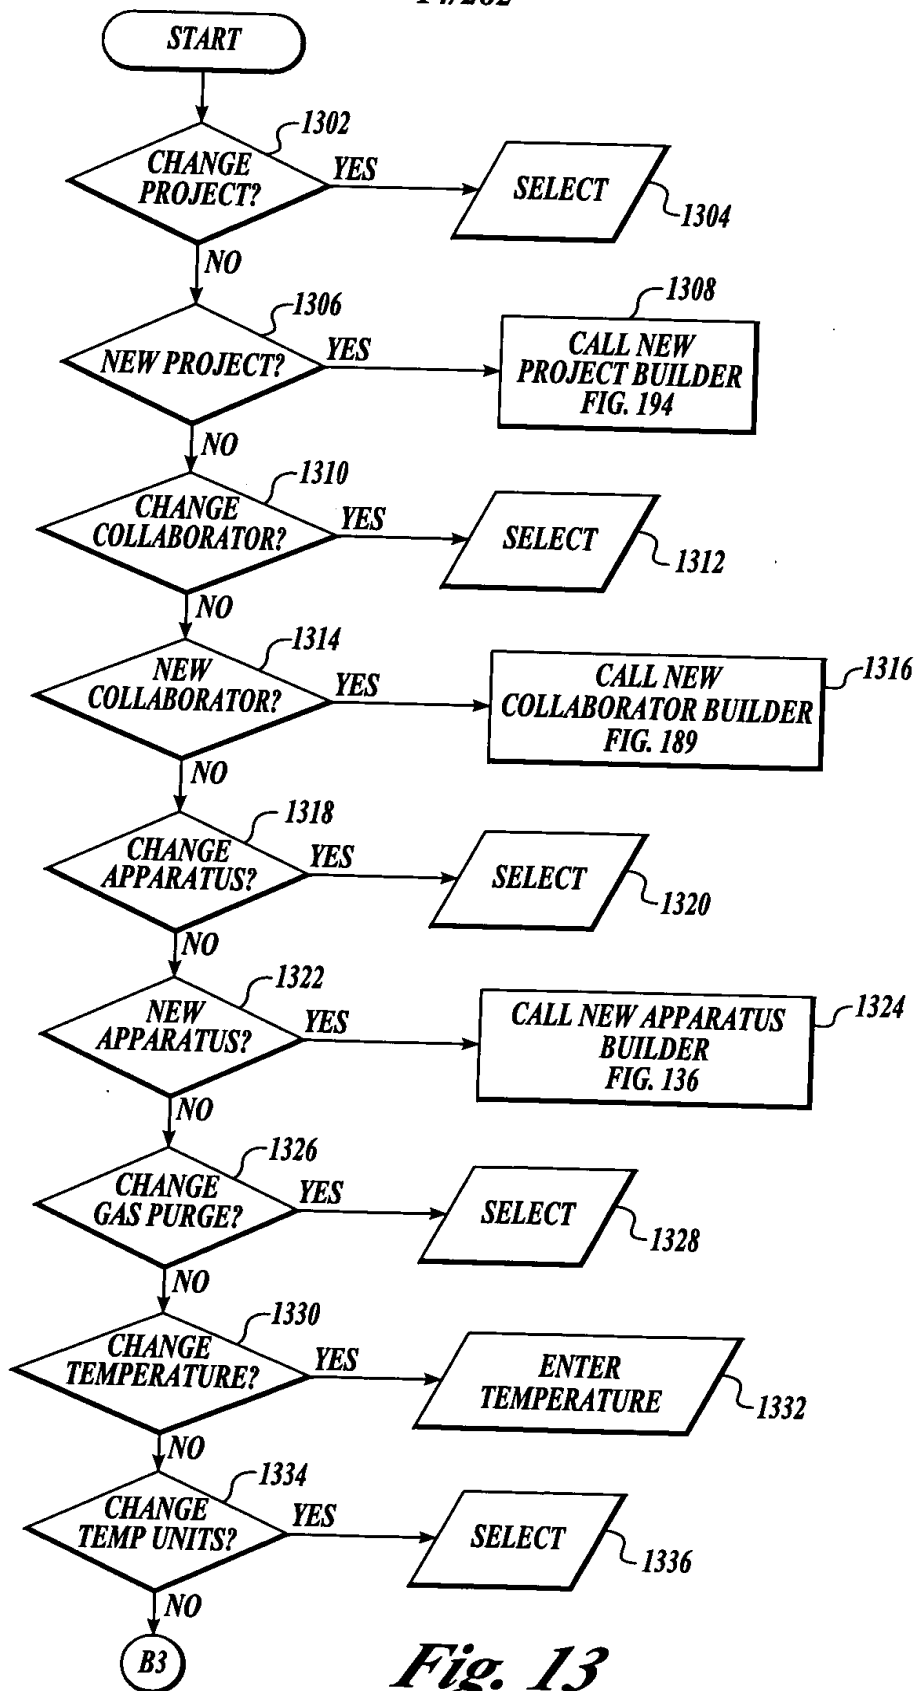 START
1302
CHANGE
PROJECT?
YES
SELECT
1304
NO
1306
NEW PROJECT?
YES
1308
CALL NEW
PROJECT BUILDER
FIG. 194
NO
1310
CHANGE
COLLABORATOR?
YES
SELECT
1312
NO
1314
NEW
COLLABORATOR?
YES
CALL NEW
COLLABORATOR BUILDER
FIG. 189
1316
NO
1318
CHANGE
APPARATUS?
YES
SELECT
1320
NO
1322
NEW
APPARATUS?
YES
CALL NEW APPARATUS
BUILDER
FIG. 136
1324
NO
1326
CHANGE
GAS PURGE?
YES
SELECT
1328
NO
1330
CHANGE
TEMPERATURE?
YES
ENTER
TEMPERATURE
1332
NO
1334
CHANGE
TEMP UNITS?
YES
SELECT
1336
NO
B3
Fig. 13